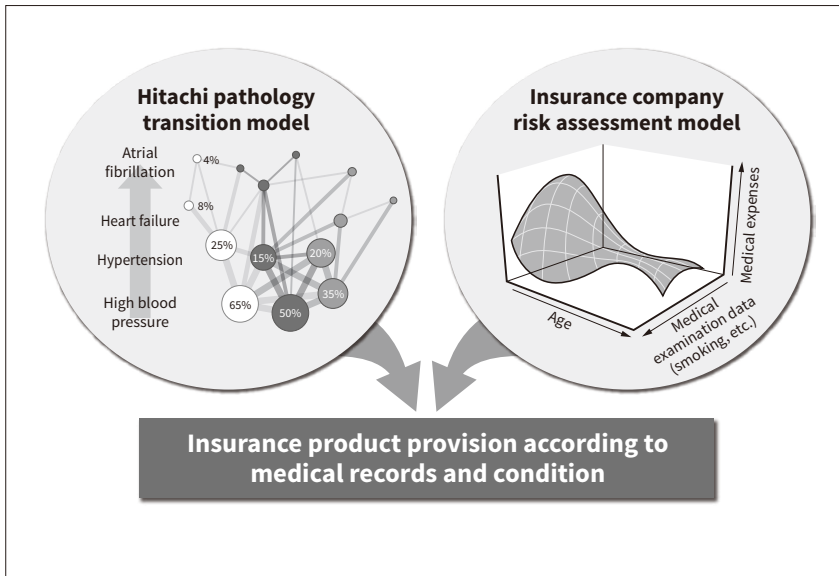 Hitachi pathology
transition model
Atrial
fibrillation
4%
8%
Heart failure
25%
15%
20%
Hypertension
High blood
pressure
65%
50%
35%
Insurance company
risk assessment model
Medical expenses
Age
Medical
examination data
(smoking, etc.)
Insurance product provision according to
medical records and condition